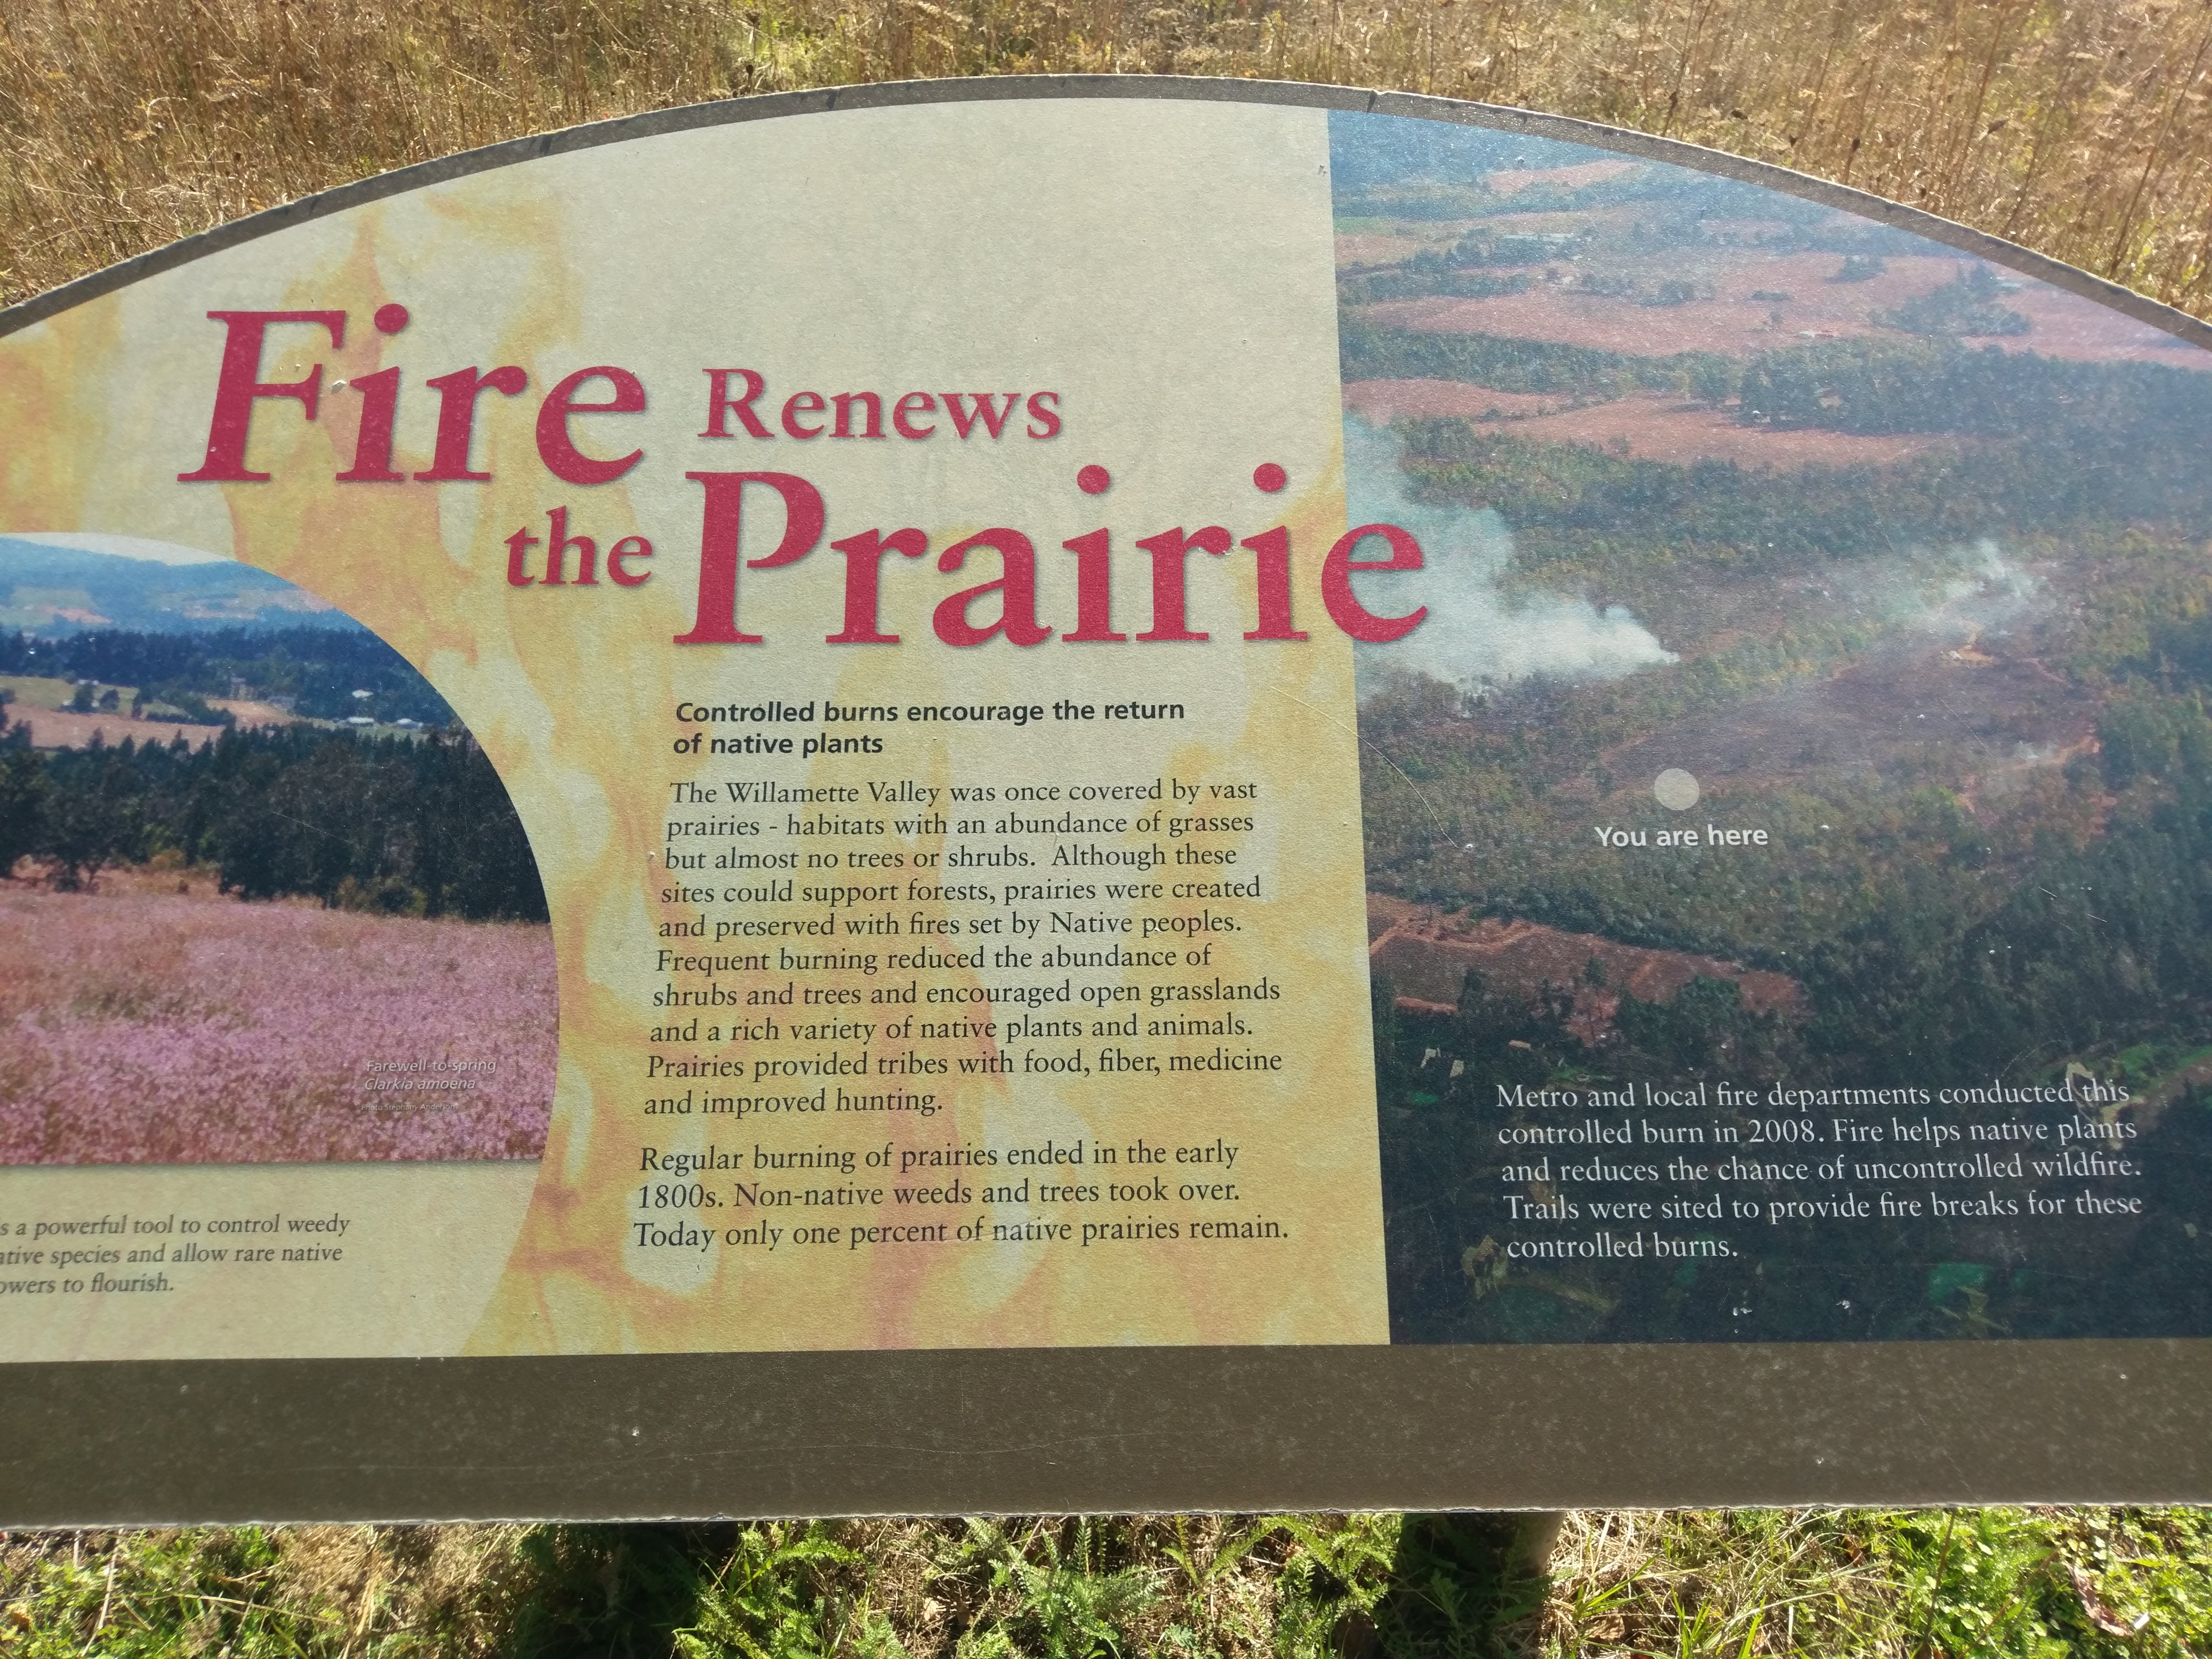 Fire Renews
the Prairie
Controlled burns encourage the return
of native plants
The Willamette Valley was once covered by vast
prairies - habitats with an abundance of grasses
but almost no trees or shrubs. Although these
sites could support forests, prairies were created
and preserved with fires set by Native peoples.
Frequent burning reduced the abundance of
shrubs and trees and encouraged open grasslands
and a rich variety of native plants and animals.
Prairies provided tribes with food, fiber, medicine
and improved hunting.
Regular burning of prairies ended in the early
1800s. Non-native weeds and trees took over.
Today only one percent of native prairies remain.
Farewell-to-spring
Clarkia amoena
s a powerful tool to control weedy
ative species and allow rare native
owers to flourish.
You are here
Metro and local fire departments conducted this
controlled burn in 2008. Fire helps native plants
and reduces the chance of uncontrolled wildfire.
Trails were sited to provide fire breaks for these
controlled burns.